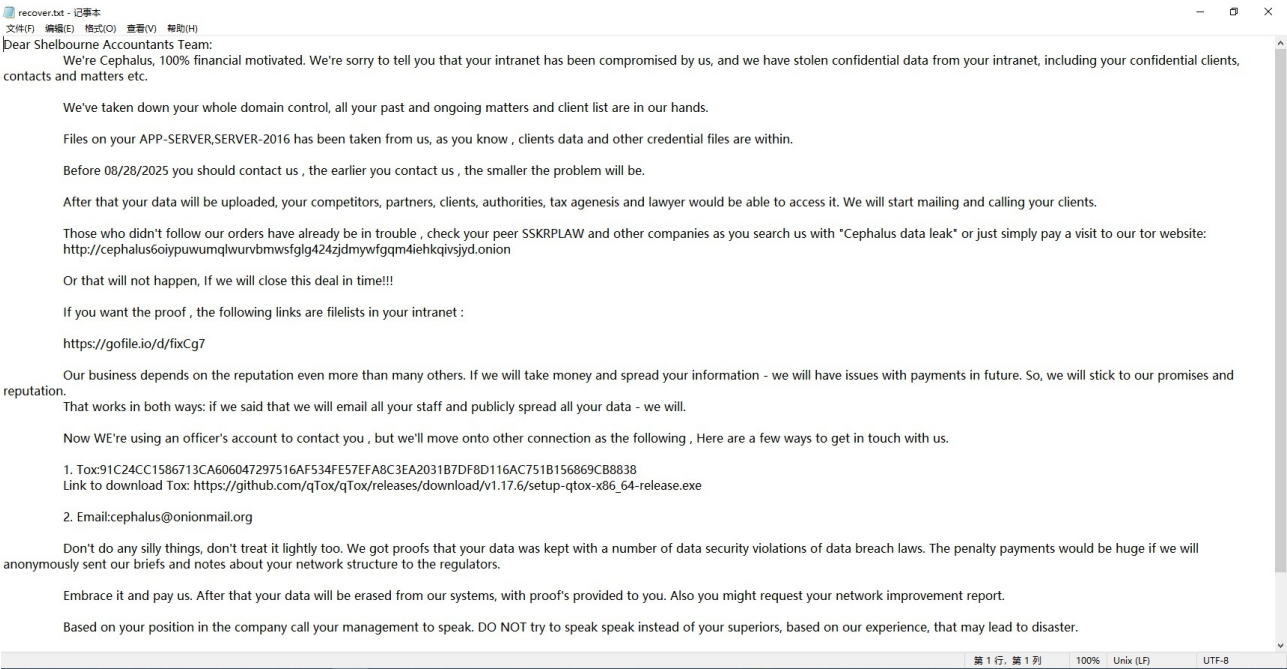 recover.txt - 记事本
文件(F) 编辑(E) 格式(O) 查看(V) 帮助(H)
Dear Shelbourne Accountants Team:
We're Cephalus, 100% financial motivated. We're sorry to tell you that your intranet has been compromised by us, and we have stolen confidential data from your intranet, including your confidential clients,
contacts and matters etc.
We've taken down your whole domain control, all your past and ongoing matters and client list are in our hands.
Files on your APP-SERVER,SERVER-2016 has been taken from us, as you know , clients data and other credential files are within.
Before 08/28/2025 you should contact us , the earlier you contact us , the smaller the problem will be.
After that your data will be uploaded, your competitors, partners, clients, authorities, tax agenesis and lawyer would be able to access it. We will start mailing and calling your clients.
Those who didn't follow our orders have already be in trouble , check your peer SSKRPLAW and other companies as you search us with "Cephalus data leak" or just simply pay a visit to our tor website:
http://cephalus6oiypuwumqlwurvbmwsfglg424zjdmywfgqm4iehkqivsjyd.onion
Or that will not happen, If we will close this deal in time!!!
If you want the proof , the following links are filelists in your intranet :
https://gofile.io/d/fixCg7
Our business depends on the reputation even more than many others. If we will take money and spread your information - we will have issues with payments in future. So, we will stick to our promises and
reputation.
That works in both ways: if we said that we will email all your staff and publicly spread all your data - we will.
Now WE're using an officer's account to contact you , but we'll move onto other connection as the following , Here are a few ways to get in touch with us.
1. Tox:91C24CC1586713CA606047297516AF534FE57EFA8C3EA2031B7DF8D116AC751B156869CB8838
Link to download Tox: https://github.com/qTox/qTox/releases/download/v1.17.6/setup-qtox-x86_64-release.exe
2. Email:cephalus@onionmail.org
Don't do any silly things, don't treat it lightly too. We got proofs that your data was kept with a number of data security violations of data breach laws. The penalty payments would be huge if we will
anonymously sent our briefs and notes about your network structure to the regulators.
Embrace it and pay us. After that your data will be erased from our systems, with proof's provided to you. Also you might request your network improvement report.
Based on your position in the company call your management to speak. DO NOT try to speak speak instead of your superiors, based on our experience, that may lead to disaster.
第 1 行，第 1 列 100% Unix (LF) UTF-8